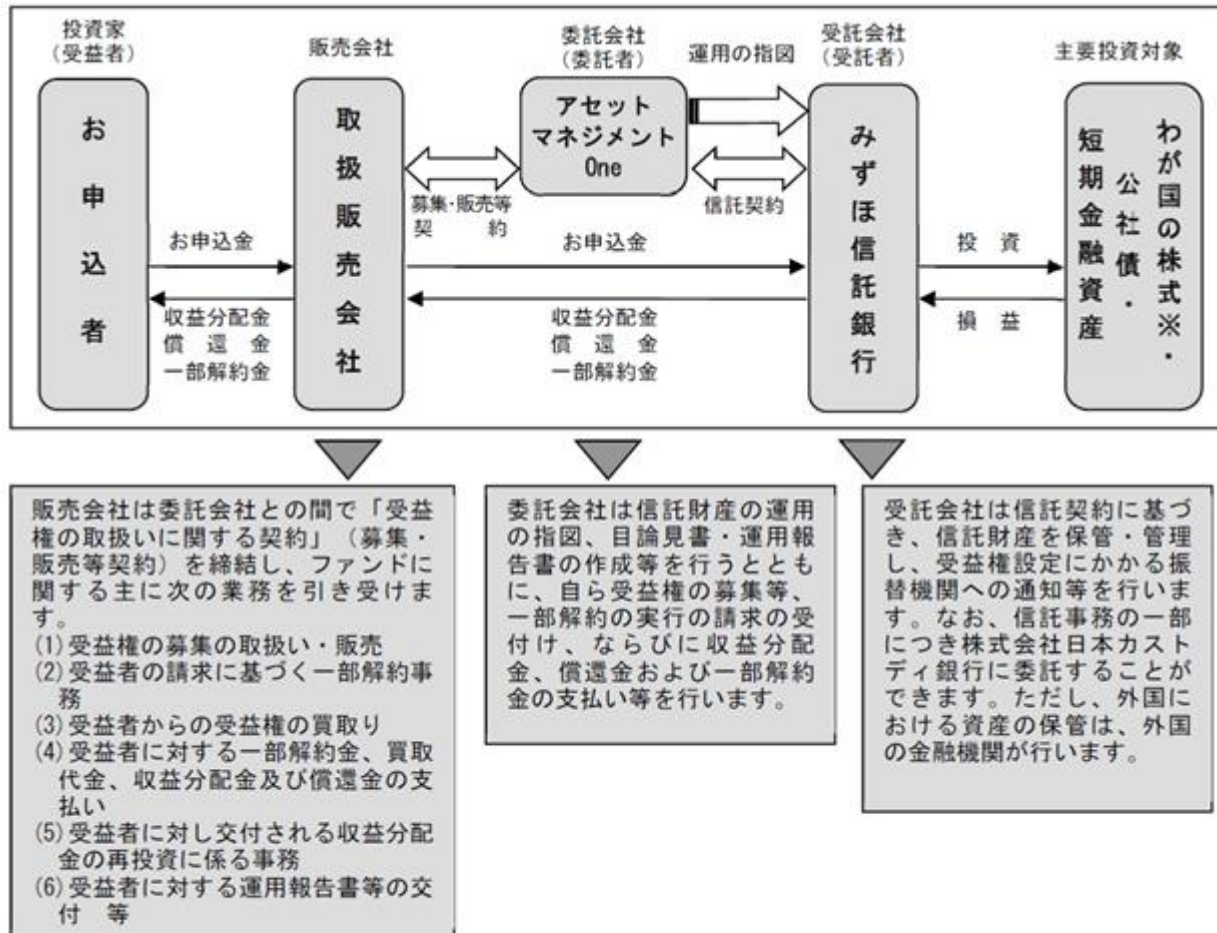 投資家
(受益者)
販売会社
委託会社
(委託者)
運用の指図
受託会社
(受託者)
主要投資対象
お申込者
取扱販売会社
アセット
マネジメント
One
みずほ信託銀行
わが国の株式※・
公社債・
短期金融資産
募集・販売等
契 約
信託契約
お申込金
お申込金
投 資
収益分配金
償 還 金
一部解約金
収益分配金
償 還 金
一部解約金
損 益
販売会社は委託会社との間で「受益
権の取扱いに関する契約」(募集・
販売等契約)を締結し、ファンドに
関する主に次の業務を引き受けま
す。
(1)受益権の募集の取扱い・販売
(2)受益者の請求に基づく一部解約事
務
(3)受益者からの受益権の買取り
(4)受益者に対する一部解約金、買取
代金、収益分配金及び償還金の支
払い
(5)受益者に対し交付される収益分配
金の再投資に係る事務
(6)受益者に対する運用報告書等の交
付 等
委託会社は信託財産の運用
の指図、目論見書・運用報
告書の作成等を行うととも
に、自ら受益権の募集等、
一部解約の実行の請求の受
付け、ならびに収益分配
金、償還金および一部解約
金の支払い等を行います。
受託会社は信託契約に基づ
き、信託財産を保管・管理
し、受益権設定にかかる振
替機関への通知等を行いま
す。なお、信託事務の一部
につき株式会社日本カスト
ディ銀行に委託することが
できます。ただし、外国に
おける資産の保管は、外国
の金融機関が行います。